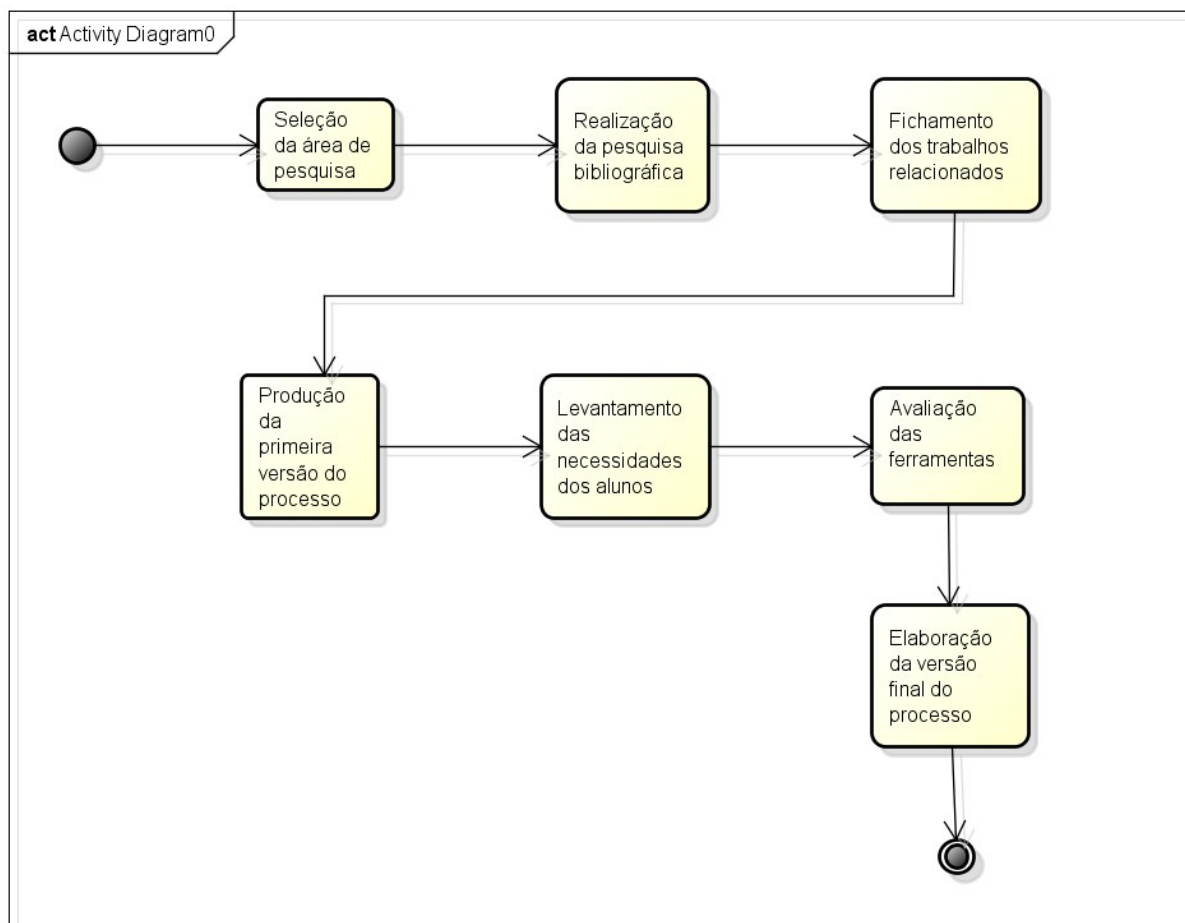 act Activity Diagram0
Seleção
da área de
pesquisa
Realização
da pesquisa
bibliográfica
Fichamento
dos trabalhos
relacionados
Produção
da
primeira
versão do
processo
Levantamento
das
necessidades
dos alunos
Avaliação
das
ferramentas
Elaboração
da versão
final do
processo